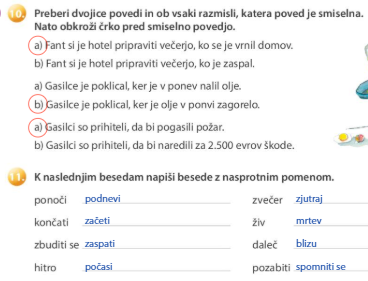 10. Preberi dvojice povedi in ob vsaki razmisli, katera poved je smiselna.
Nato obkroži črko pred smiselno povedjo.
a) Fant si je hotel pripraviti večerjo, ko se je vrnil domov.
b) Fant si je hotel pripraviti večerjo, ko je zaspal.
a) Gasilce je poklical, ker je v ponev nalil olje.
b) Gasilce je poklical, ker je olje v ponvi zagorelo.
a) Gasilci so prihiteli, da bi pogasili požar.
b) Gasilci so prihiteli, da bi naredili za 2.500 evrov škode.
11. K naslednjim besedam napiši besede z nasprotnim pomenom.
ponoči podnevi zvečer zjutraj
končati začeti živ mrtev
zbuditi se zaspati daleč blizu
hitro počasi pozabiti spomniti se